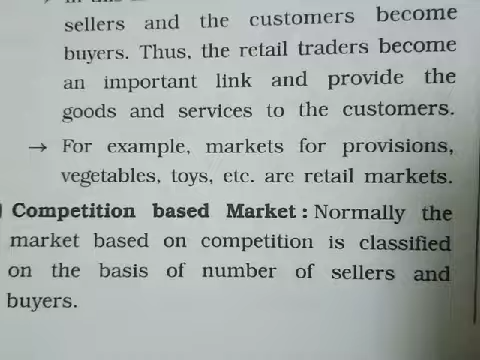 sellers and the customers become
buyers. Thus, the retail traders become
an important link and provide the
goods and services to the customers.
→ For example, markets for provisions,
vegetables, toys, etc. are retail markets.
) Competition based Market : Normally the
market based on competition is classified
on the basis of number of sellers and
buyers.